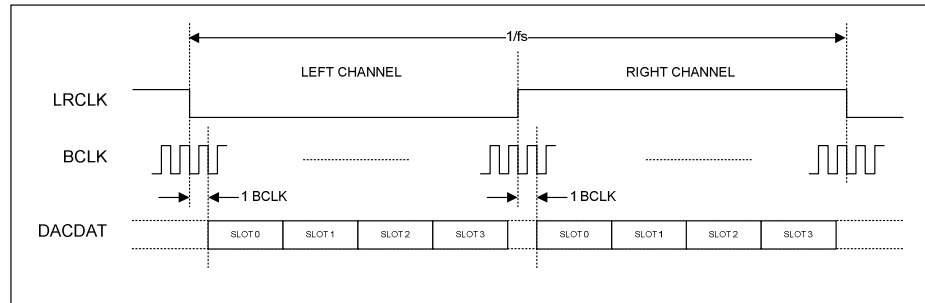 1/fs
LEFT CHANNEL RIGHT CHANNEL
LRCLK
BCLK
1 BCLK 1 BCLK
DACDAT
SLOT 0 SLOT 1 SLOT 2 SLOT 3 SLOT 0 SLOT 1 SLOT 2 SLOT 3